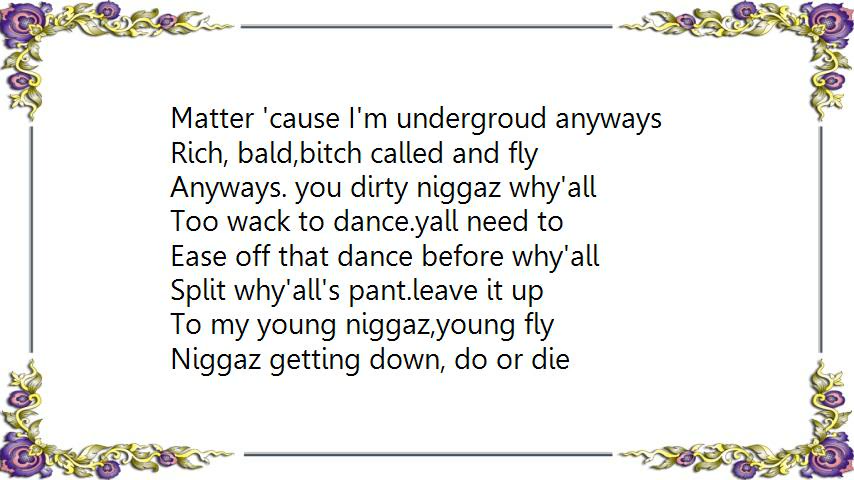 Matter 'cause I'm undergroud anyways
Rich, bald,bitch called and fly
Anyways. you dirty niggaz why'all
Too wack to dance.yall need to
Ease off that dance before why'all
Split why'all's pant.leave it up
To my young niggaz,young fly
Niggaz getting down, do or die